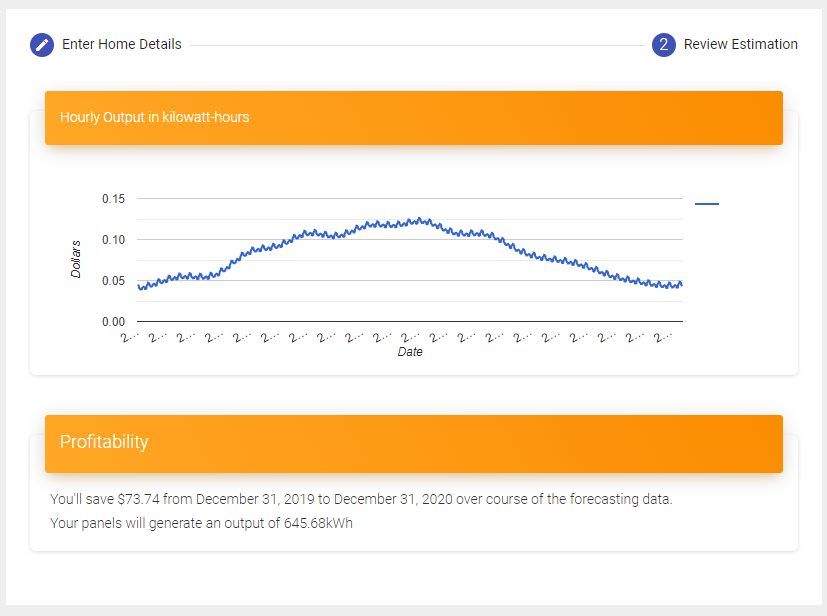 Enter Home Details
2 Review Estimation
Hourly Output in kilowatt-hours
0.15
0.10
0.05
0.00
Dollars
2... 2... 2... 2... 2... 2... 2... 2... 2... 2... 2... 2... 2... 2... 2... 2... 2... 2... 2... 2...
Date
Profitability
You'll save $73.74 from December 31, 2019 to December 31, 2020 over course of the forecasting data.
Your panels will generate an output of 645.68kWh